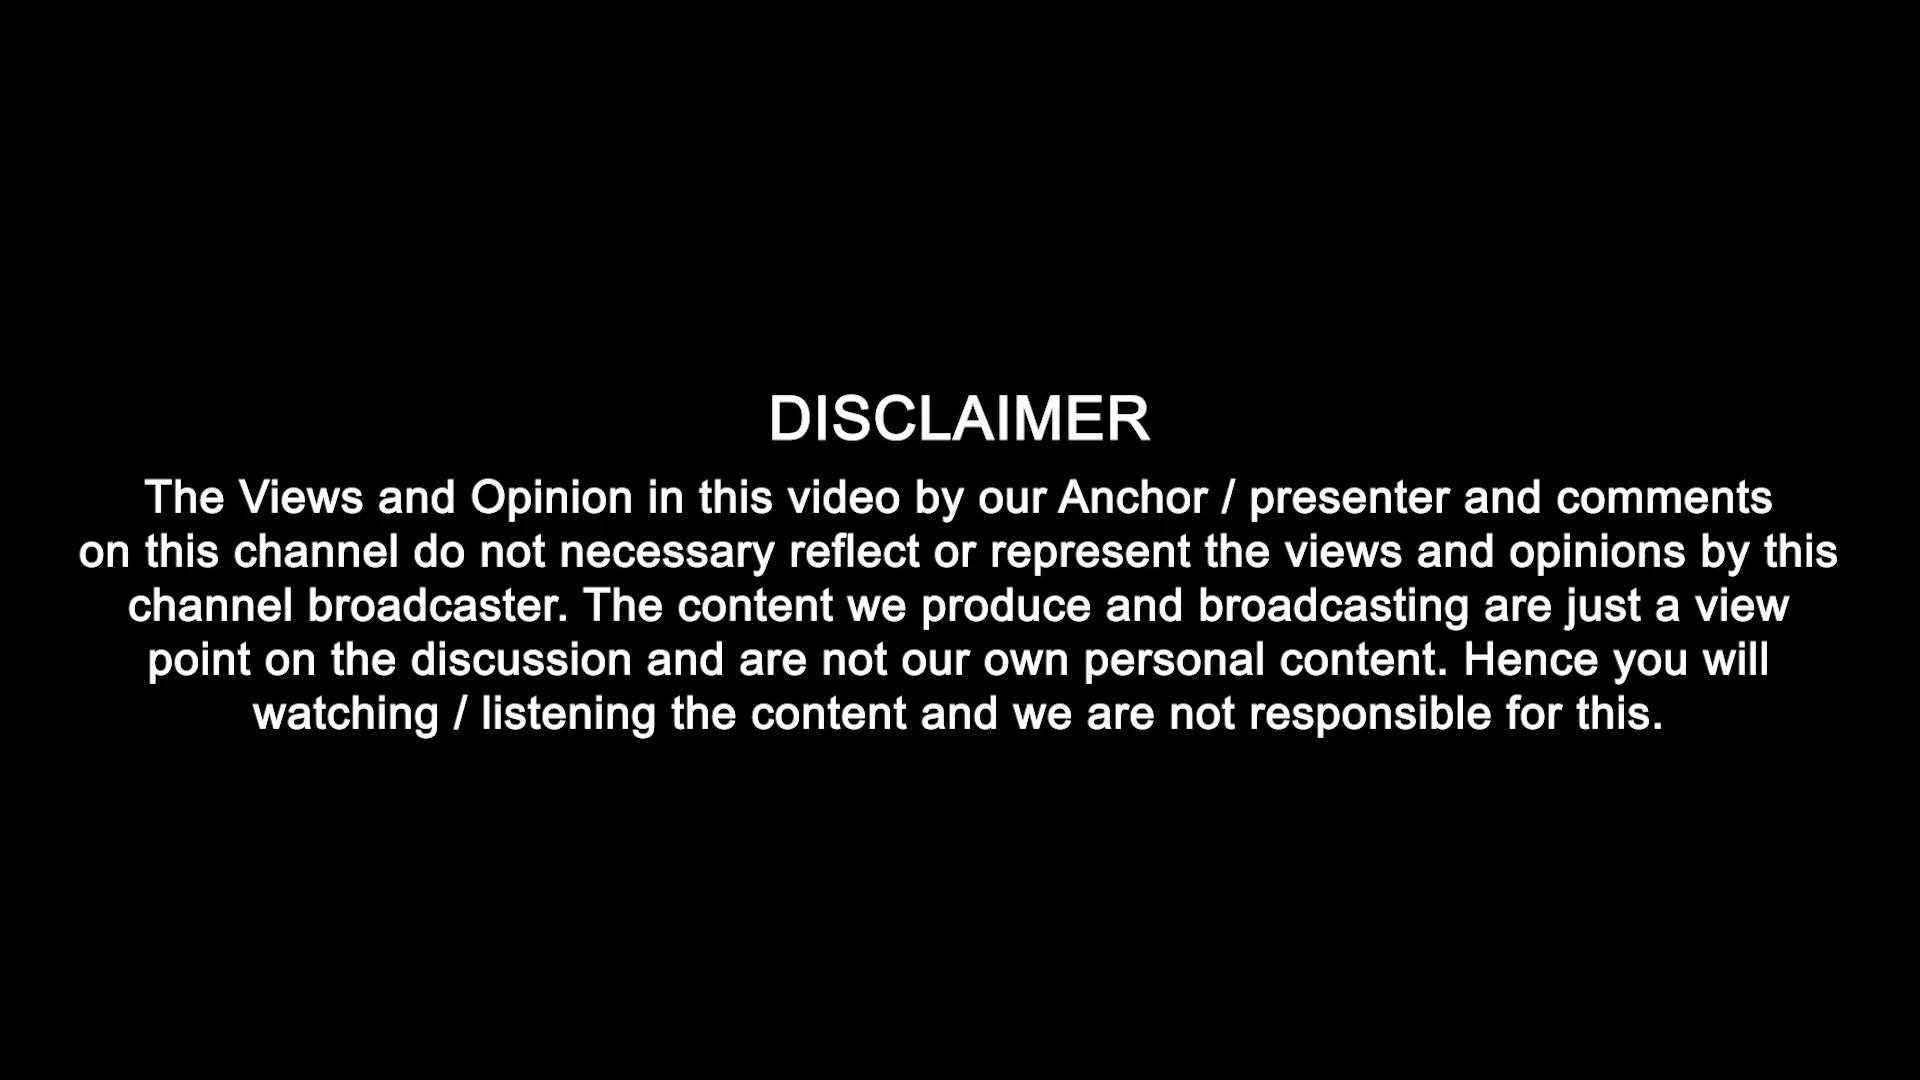 DISCLAIMER
The Views and Opinion in this video by our Anchor / presenter and comments
on this channel do not necessary reflect or represent the views and opinions by this
channel broadcaster. The content we produce and broadcasting are just a view
point on the discussion and are not our own personal content. Hence you will
watching / listening the content and we are not responsible for this.